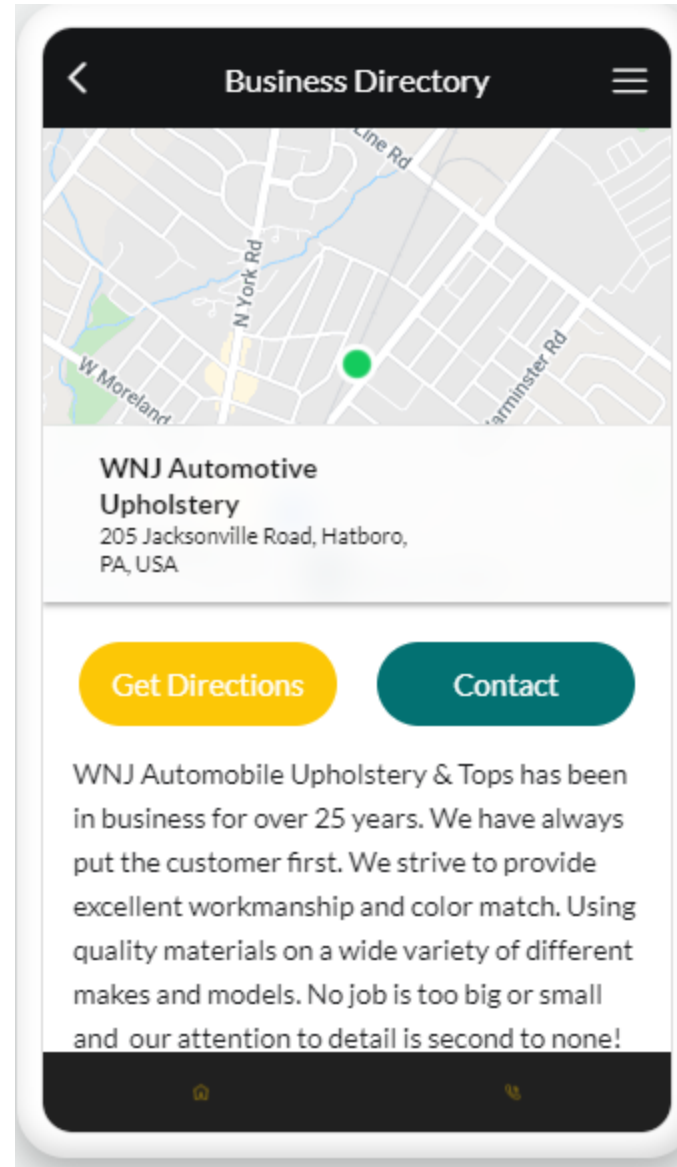 Business Directory
Line Rd
N York Rd
W Moreland
arminster Rd
WNJ Automotive
Upholstery
205 Jacksonville Road, Hatboro,
PA, USA
Get Directions
Contact
WNJ Automobile Upholstery & Tops has been
in business for over 25 years. We have always
put the customer first. We strive to provide
excellent workmanship and color match. Using
quality materials on a wide variety of different
makes and models. No job is too big or small
and our attention to detail is second to none!